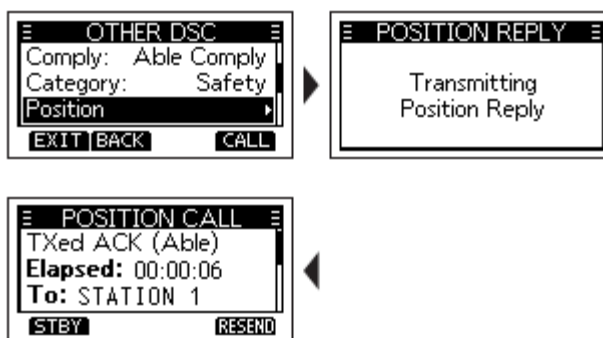 OTHER DSC
Comply: Able Comply
Category: Safety
Position
EXIT BACK CALL
POSITION REPLY
Transmitting
Position Reply
POSITION CALL
TXed ACK (Able)
Elapsed: 00:00:06
To: STATION 1
STBY RESEND